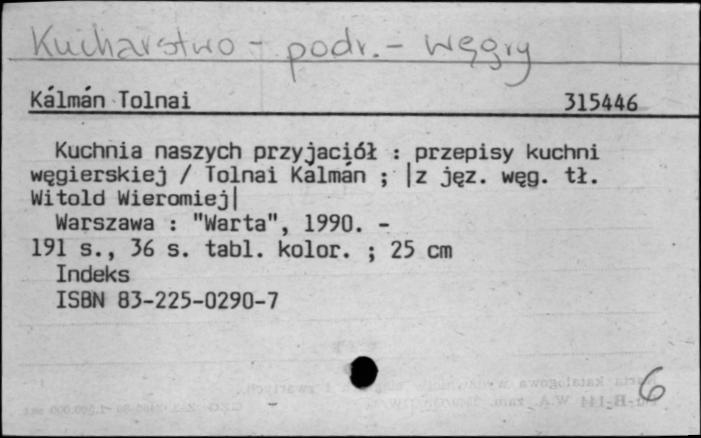 Kucharstwo - podr. - węgry
Kálmán Tolnai 315446
Kuchnia naszych przyjaciół : przepisy kuchni
węgierskiej / Tolnai Kálmán ; |z jęz. węg. tł.
Witold Wieromiej|
Warszawa : "Warta", 1990. -
191 s., 36 s. tabl. kolor. ; 25 cm
Indeks
ISBN 83-225-0290-7
6